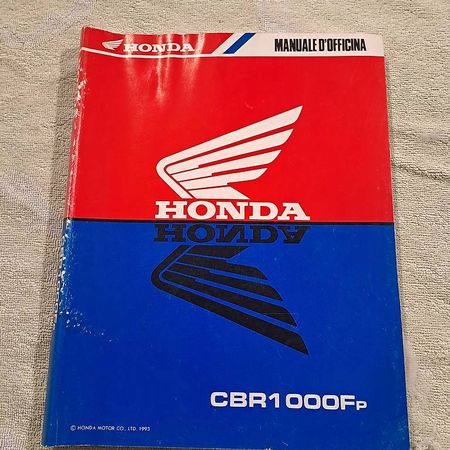 HONDA
MANUALE D'OFFICINA
HONDA
HONDA
CBR1000FP
© HONDA MOTOR CO., LTD. 1993